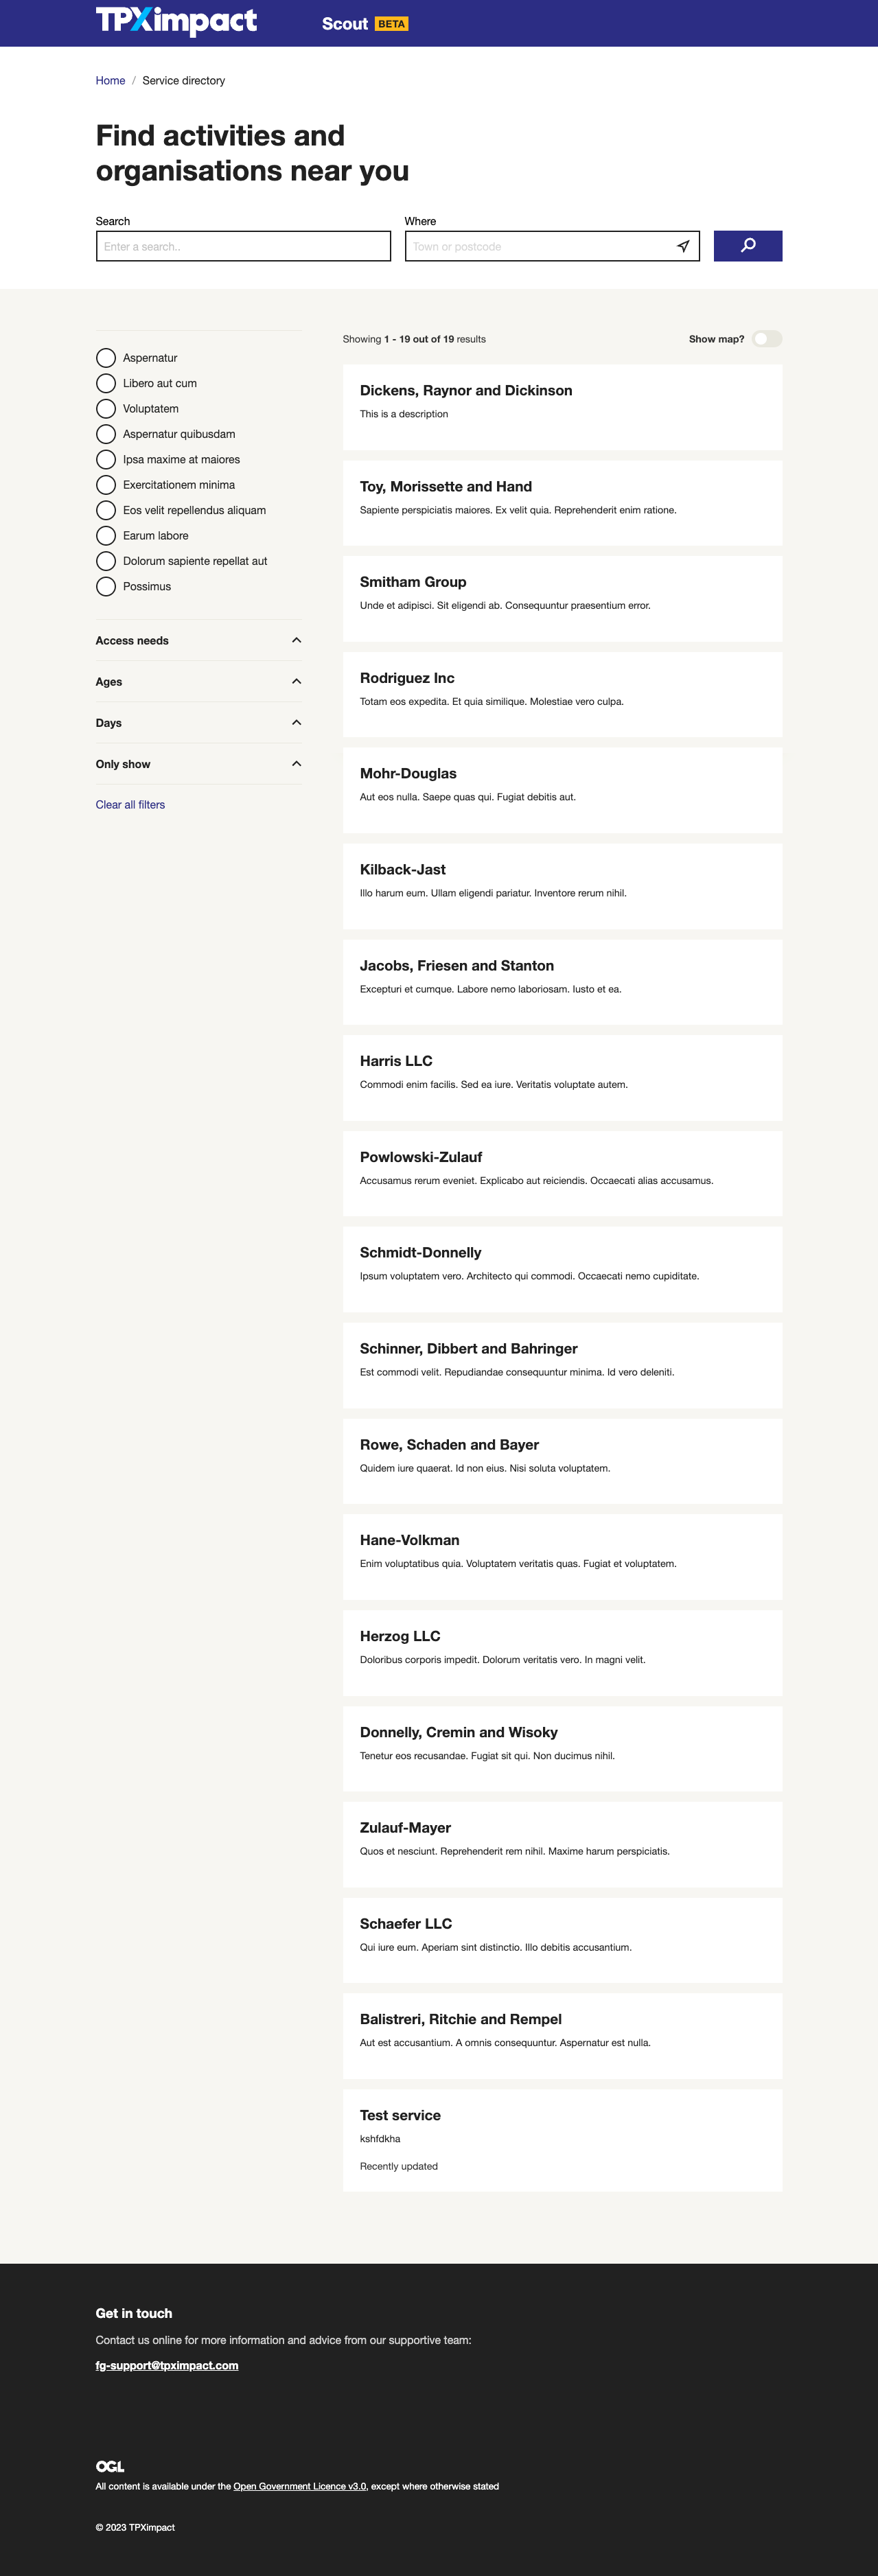 TPXimpact
Scout BETA
Home / Service directory
Find activities and
organisations near you
Search
Where
Enter a search..
Town or postcode
Showing 1 - 19 out of 19 results
Show map?
Aspernatur
Libero aut cum
Voluptatem
Aspernatur quibusdam
Ipsa maxime at maiores
Exercitationem minima
Eos velit repellendus aliquam
Earum labore
Dolorum sapiente repellat aut
Possimus
Access needs
Ages
Days
Only show
Clear all filters
Dickens, Raynor and Dickinson
This is a description
Toy, Morissette and Hand
Sapiente perspiciatis maiores. Ex velit quia. Reprehenderit enim ratione.
Smitham Group
Unde et adipisci. Sit eligendi ab. Consequuntur praesentium error.
Rodriguez Inc
Totam eos expedita. Et quia similique. Molestiae vero culpa.
Mohr-Douglas
Aut eos nulla. Saepe quas qui. Fugiat debitis aut.
Kilback-Jast
Illo harum eum. Ullam eligendi pariatur. Inventore rerum nihil.
Jacobs, Friesen and Stanton
Excepturi et cumque. Labore nemo laboriosam. Iusto et ea.
Harris LLC
Commodi enim facilis. Sed ea iure. Veritatis voluptate autem.
Powlowski-Zulauf
Accusamus rerum eveniet. Explicabo aut reiciendis. Occaecati alias accusamus.
Schmidt-Donnelly
Ipsum voluptatem vero. Architecto qui commodi. Occaecati nemo cupiditate.
Schinner, Dibbert and Bahringer
Est commodi velit. Repudiandae consequuntur minima. Id vero deleniti.
Rowe, Schaden and Bayer
Quidem iure quaerat. Id non eius. Nisi soluta voluptatem.
Hane-Volkman
Enim voluptatibus quia. Voluptatem veritatis quas. Fugiat et voluptatem.
Herzog LLC
Doloribus corporis impedit. Dolorum veritatis vero. In magni velit.
Donnelly, Cremin and Wisoky
Tenetur eos recusandae. Fugiat sit qui. Non ducimus nihil.
Zulauf-Mayer
Quos et nesciunt. Reprehenderit rem nihil. Maxime harum perspiciatis.
Schaefer LLC
Qui iure eum. Aperiam sint distinctio. Illo debitis accusantium.
Balistreri, Ritchie and Rempel
Aut est accusantium. A omnis consequuntur. Aspernatur est nulla.
Test service
kshfdkha
Recently updated
Get in touch
Contact us online for more information and advice from our supportive team:
fg-support@tpximpact.com
OGL
All content is available under the Open Government Licence v3.0, except where otherwise stated
© 2023 TPXimpact